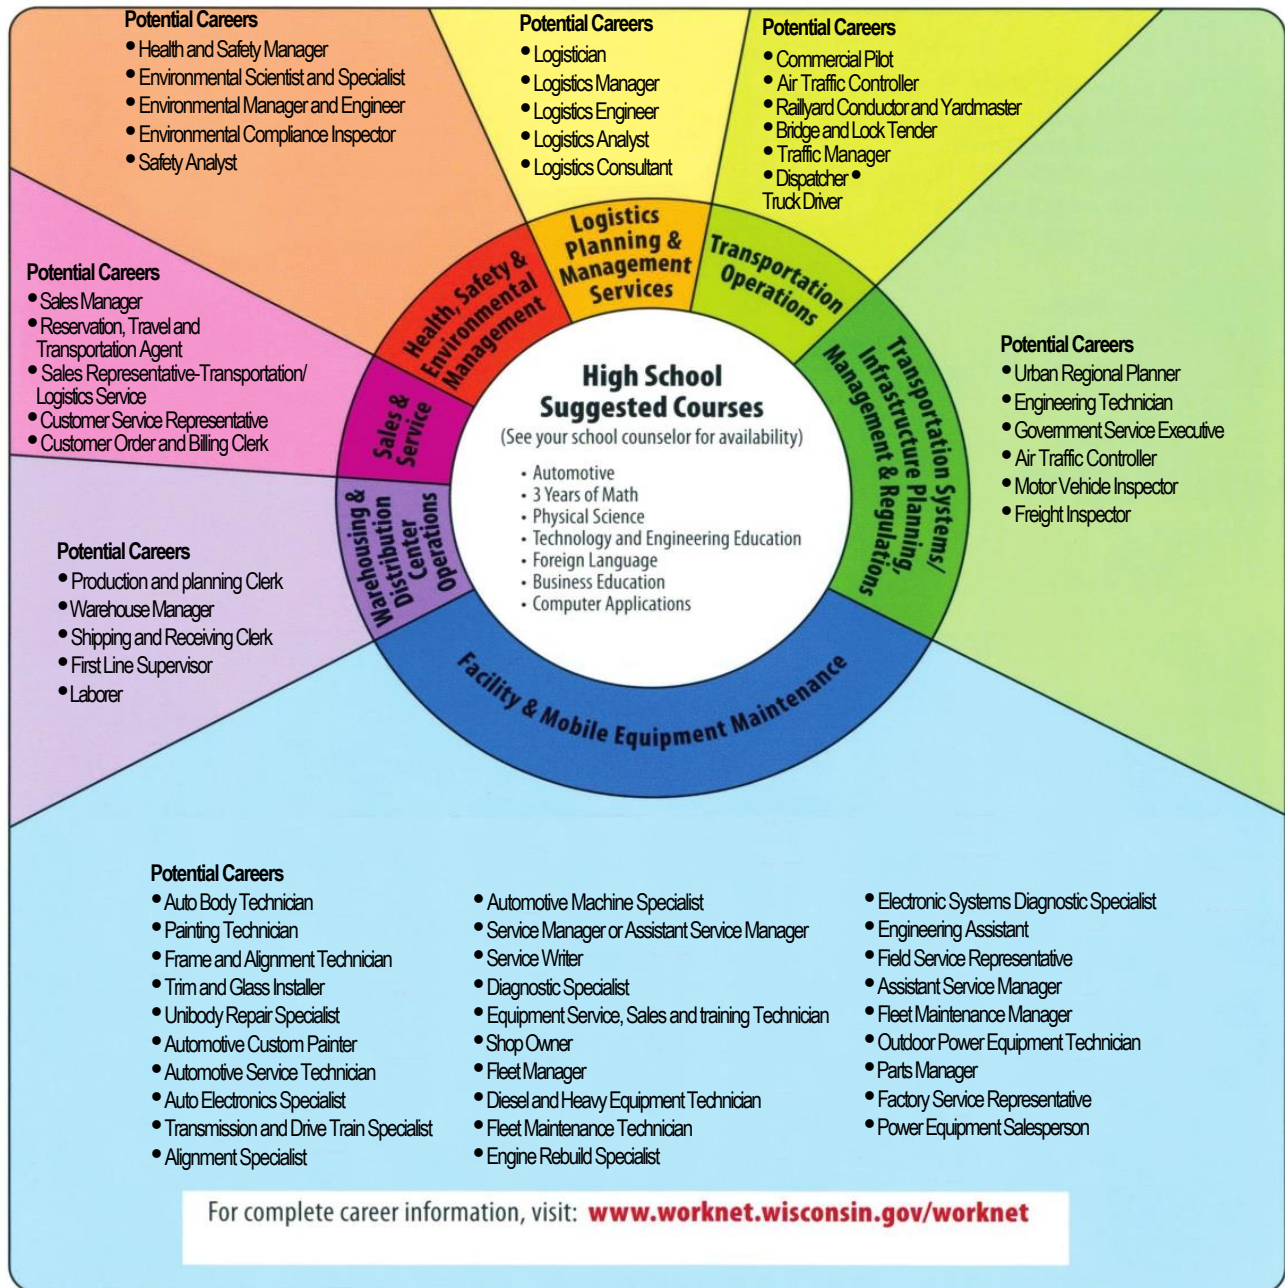 Potential Careers
• Health and Safety Manager
• Environmental Scientist and Specialist
• Environmental Manager and Engineer
• Environmental Compliance Inspector
• Safety Analyst
Potential Careers
• Logistician
• Logistics Manager
• Logistics Engineer
• Logistics Analyst
• Logistics Consultant
Potential Careers
• Commercial Pilot
• Air Traffic Controller
• Raillyard Conductor and Yardmaster
• Bridge and Lock Tender
• Traffic Manager
• Dispatcher •
Truck Driver
Potential Careers
• Sales Manager
• Reservation, Travel and
Transportation Agent
• Sales Representative-Transportation/
Logistics Service
• Customer Service Representative
• Customer Order and Billing Clerk
Health, Safety &
Environmental
Management
Logistics
Planning &
Management
Services
Transportation
Operations
Transportation Systems/
Infrastructure Planning,
Management & Regulations
Sales &
Service
Warehousing &
Distribution
Center
Operations
Facility & Mobile Equipment Maintenance
High School
Suggested Courses
(See your school counselor for availability)
• Automotive
• 3 Years of Math
• Physical Science
• Technology and Engineering Education
• Foreign Language
• Business Education
• Computer Applications
Potential Careers
• Urban Regional Planner
• Engineering Technician
• Government Service Executive
• Air Traffic Controller
• Motor Vehicle Inspector
• Freight Inspector
Potential Careers
• Production and planning Clerk
• Warehouse Manager
• Shipping and Receiving Clerk
• First Line Supervisor
• Laborer
Potential Careers
• Auto Body Technician
• Painting Technician
• Frame and Alignment Technician
• Trim and Glass Installer
• Unibody Repair Specialist
• Automotive Custom Painter
• Automotive Service Technician
• Auto Electronics Specialist
• Transmission and Drive Train Specialist
• Alignment Specialist
• Automotive Machine Specialist
• Service Manager or Assistant Service Manager
• Service Writer
• Diagnostic Specialist
• Equipment Service, Sales and training Technician
• Shop Owner
• Fleet Manager
• Diesel and Heavy Equipment Technician
• Fleet Maintenance Technician
• Engine Rebuild Specialist
• Electronic Systems Diagnostic Specialist
• Engineering Assistant
• Field Service Representative
• Assistant Service Manager
• Fleet Maintenance Manager
• Outdoor Power Equipment Technician
• Parts Manager
• Factory Service Representative
• Power Equipment Salesperson
For complete career information, visit: www.worknet.wisconsin.gov/worknet